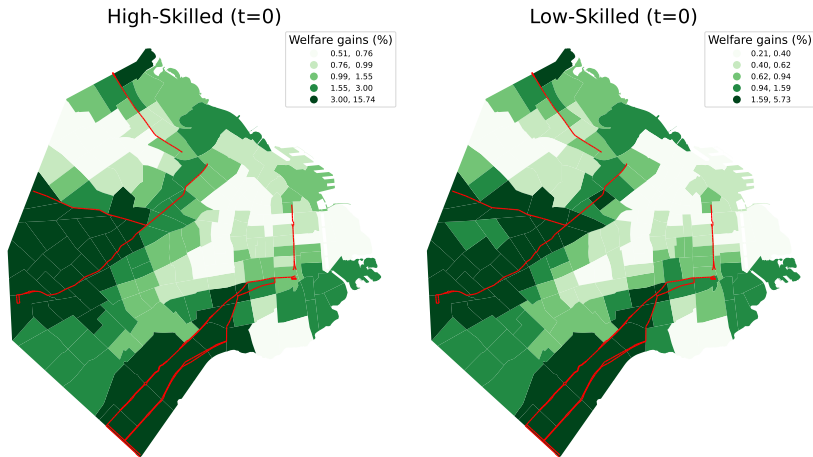 High-Skilled (t=0)
Welfare gains (%)
0.51, 0.76
0.76, 0.99
0.99, 1.55
1.55, 3.00
3.00, 15.74
Low-Skilled (t=0)
Welfare gains (%)
0.21, 0.40
0.40, 0.62
0.62, 0.94
0.94, 1.59
1.59, 5.73